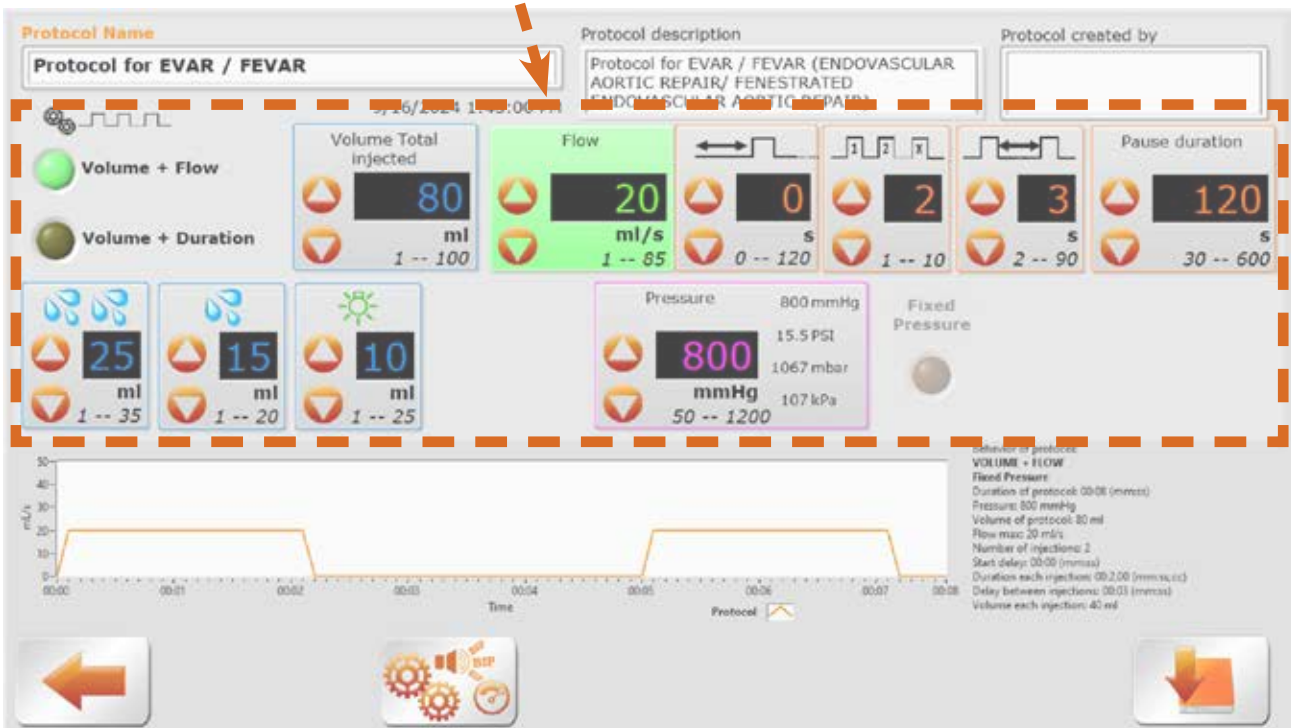 Protocol Name
Protocol description
Protocol created by
Protocol for EVAR / FEVAR
Protocol for EVAR / FEVAR (ENDOVASCULAR
AORTIC REPAIR/ FENESTRATED
ENDOVASCULAR AORTIC REPAIR)
Volume + Flow
Volume + Duration
Volume Total
injected
80
ml
1 -- 100
Flow
20
ml/s
1 -- 85
0
s
0 -- 120
1 2 X
2
1 -- 10
3
s
2 -- 90
Pause duration
120
s
30 -- 600
25
ml
1 -- 35
15
ml
1 -- 20
10
ml
1 -- 25
Pressure
800
mmHg
50 -- 1200
800 mmHg
15.5 PSI
1067 mbar
107 kPa
Fixed
Pressure
50
40
30
20
10
0
mL/s
00:00 00:01 00:02 00:03 00:04 00:05 00:06 00:07 00:08
Time
Protocol
Behavior of protocol:
VOLUME + FLOW
Fixed Pressure
Duration of protocol: 00:08 (mm:ss)
Pressure: 800 mmHg
Volume of protocol: 80 ml
Flow max: 20 ml/s
Number of injections: 2
Start delay: 00:00 (mm:ss)
Duration each injection: 00:2,00 (mm:ss,cc)
Delay between injections: 00:03 (mm:ss)
Volume each injection: 40 ml
BIP